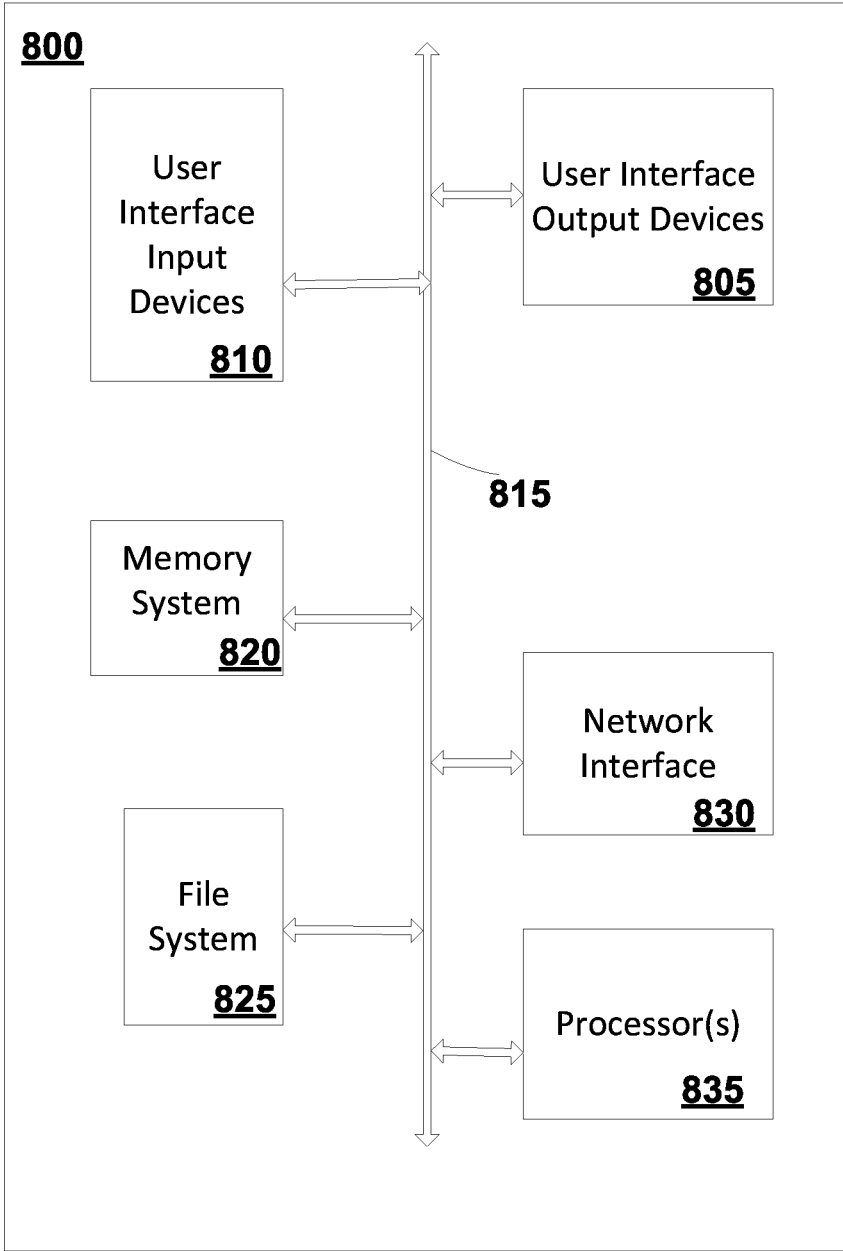 800
User
Interface
Input
Devices
810
User Interface
Output Devices
805
815
Memory
System
820
Network
Interface
830
File
System
825
Processor(s)
835